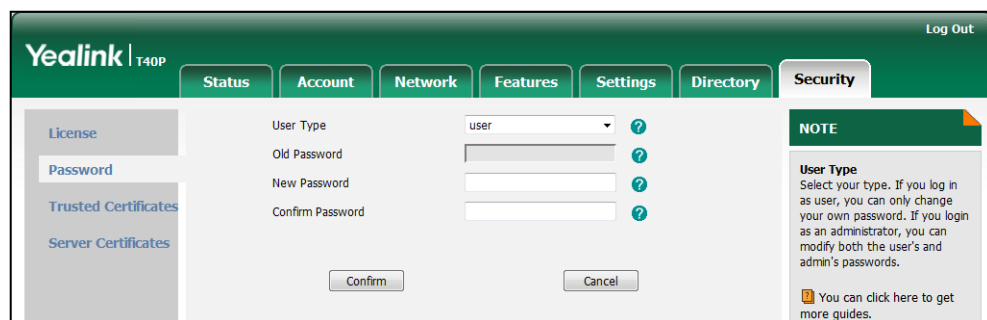 Log Out
Yealink | T40P
Status Account Network Features Settings Directory Security
License
Password
Trusted Certificates
Server Certificates
User Type user
Old Password
New Password
Confirm Password
Confirm Cancel
NOTE
User Type
Select your type. If you log in
as user, you can only change
your own password. If you login
as an administrator, you can
modify both the user's and
admin's passwords.
You can click here to get
more guides.